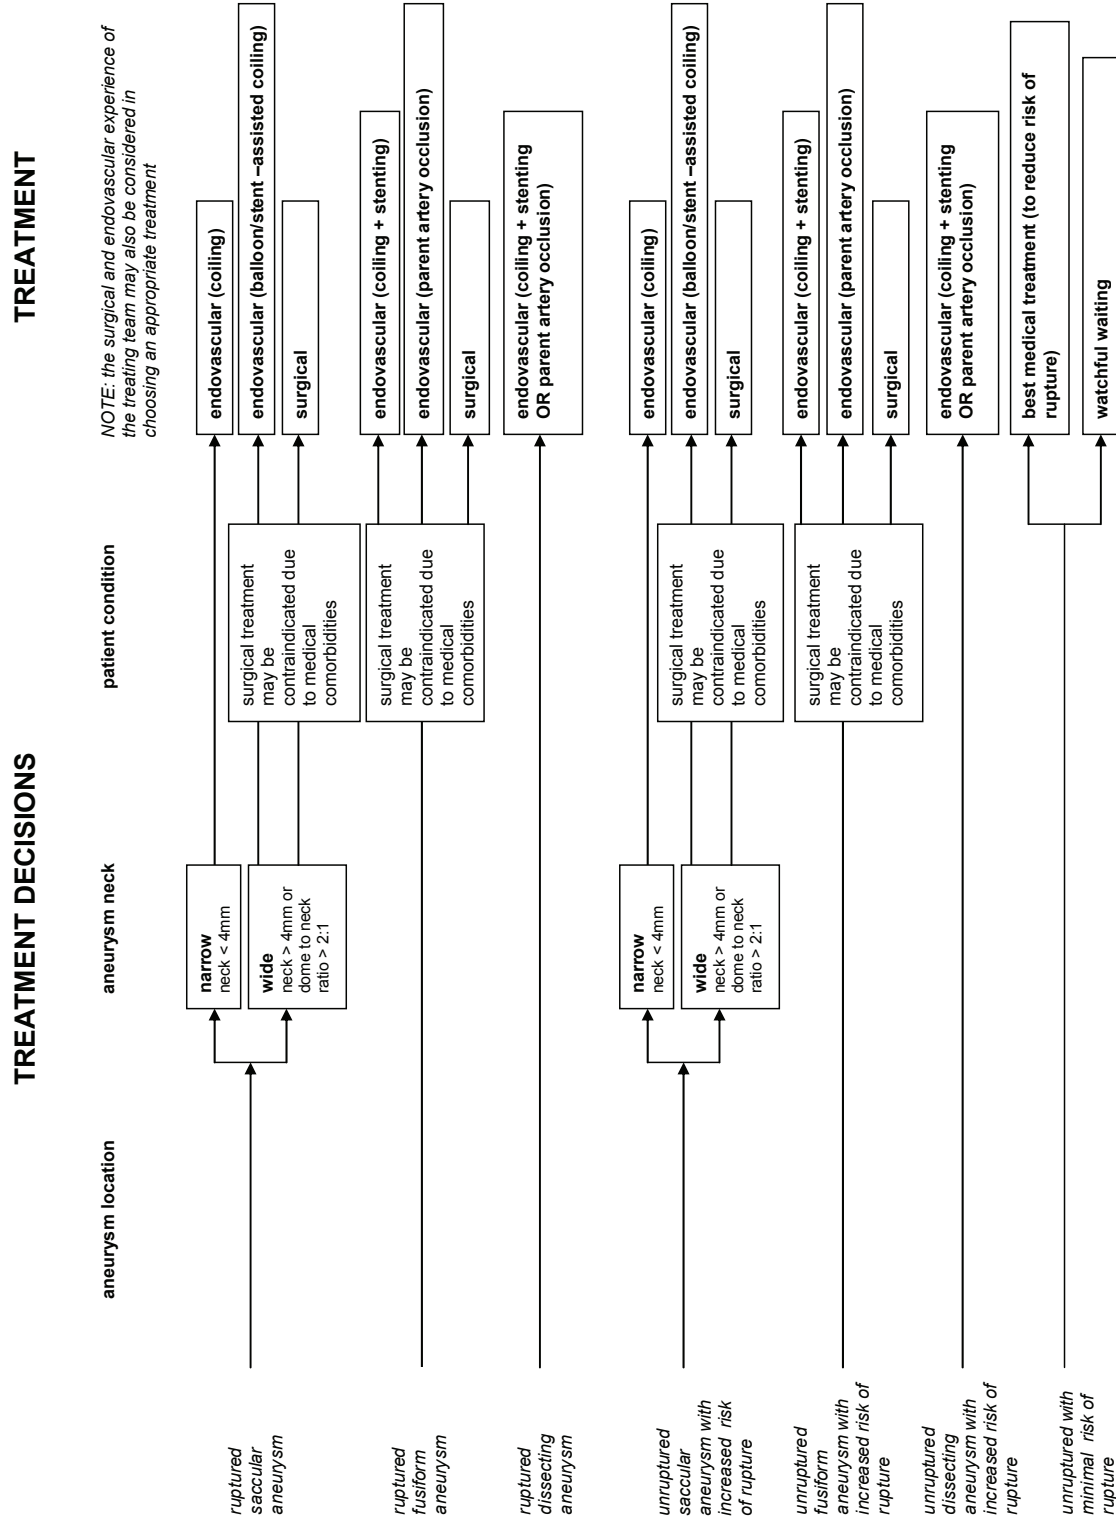 TREATMENT DECISIONS
TREATMENT
aneurysm location
aneurysm neck
patient condition
NOTE: the surgical and endovascular experience of
the treating team may also be considered in
choosing an appropriate treatment
ruptured
saccular
aneurysm
narrow
neck < 4mm
wide
neck > 4mm or
dome to neck
ratio > 2:1
surgical treatment
may be
contraindicated due
to medical
comorbidities
endovascular (coiling)
endovascular (ballon/stent –assisted coiling)
surgical
ruptured
fusiform
aneurysm
surgical treatment
may be
contraindicated due
to medical
comorbidities
endovascular (coiling + stenting)
endovascular (parent artery occlusion)
surgical
ruptured
dissecting
aneurysm
endovascular (coiling + stenting
OR parent artery occlusion)
unruptured
saccular
aneurysm with
increased risk
of rupture
narrow
neck < 4mm
wide
neck > 4mm or
dome to neck
ratio > 2:1
surgical treatment
may be
contraindicated due
to medical
comorbidities
endovascular (coiling)
endovascular (ballon/stent –assisted coiling)
surgical
unruptured
fusiform
aneurysm with
increased risk of
rupture
surgical treatment
may be
contraindicated due
to medical
comorbidities
endovascular (coiling + stenting)
endovascular (parent artery occlusion)
surgical
unruptured
dissecting
aneurysm with
increased risk of
rupture
endovascular (coiling + stenting
OR parent artery occlusion)
unruptured with
minimal risk of
rupture
best medical treatment (to reduce risk of
rupture)
watchful waiting